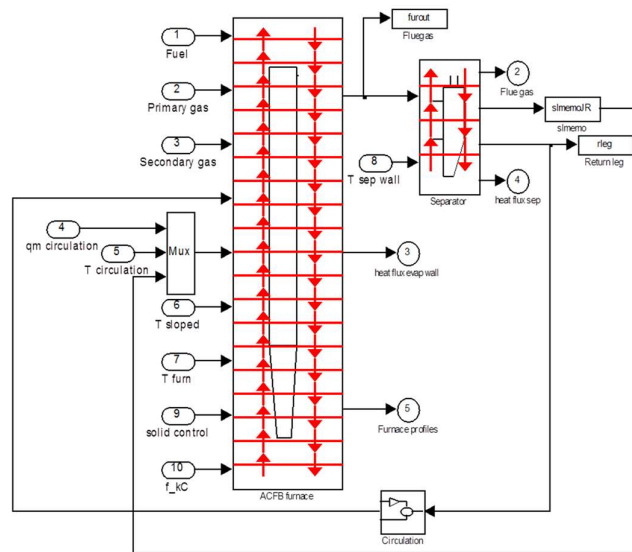 1
Fuel
2
Primary gas
3
Secondary gas
4
qm circulation
5
T circulation
Mux
6
T sloped
7
T furn
9
solid control
10
f_kC
ACFB furnace
furout
Fluegas
8
T sep wall
Separator
2
Flue gas
slmemoJR
slmemo
rleg
Return leg
4
heat flux sep
3
heat flux evap wall
5
Furnace profiles
Circulation